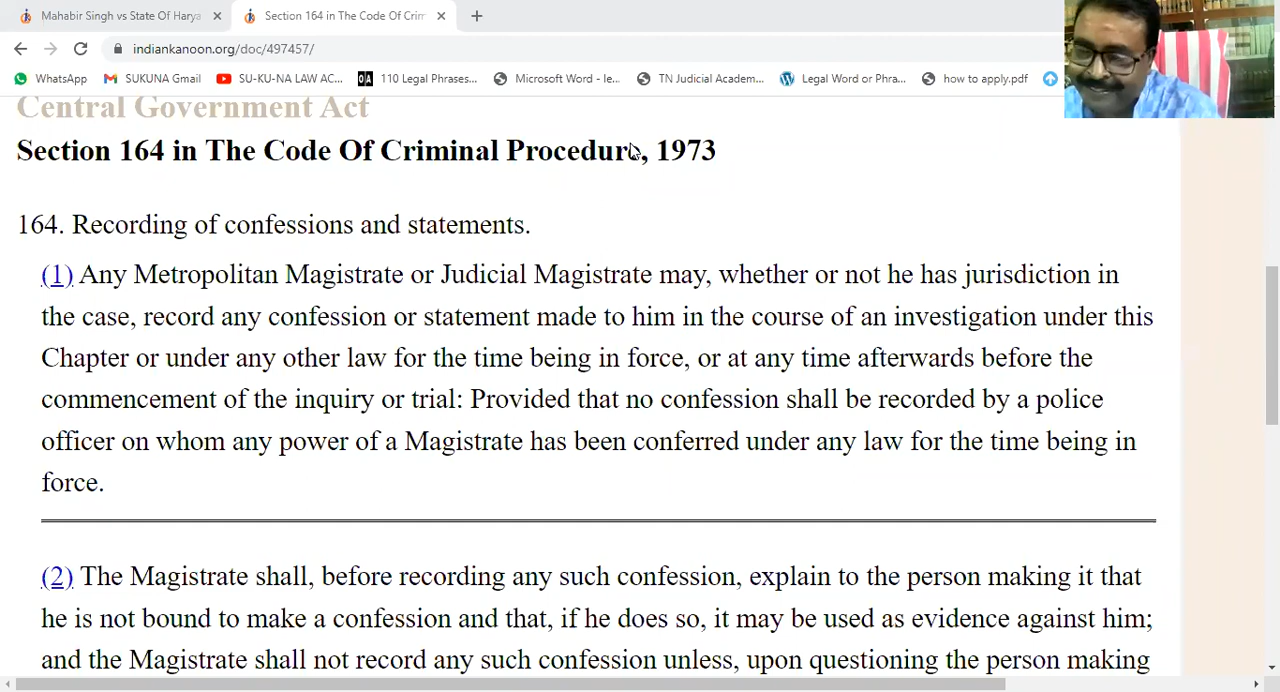 Mahabir Singh vs State Of Harya
Section 164 in The Code Of Crim
indiankanoon.org/doc/497457/
WhatsApp SUKUNA Gmail SU-KU-NA LAW AC... 110 Legal Phrases... Microsoft Word - le... TN Judicial Academ... Legal Word or Phra... how to apply.pdf
Central Government Act
Section 164 in The Code Of Criminal Procedure, 1973
164. Recording of confessions and statements.
(1) Any Metropolitan Magistrate or Judicial Magistrate may, whether or not he has jurisdiction in
the case, record any confession or statement made to him in the course of an investigation under this
Chapter or under any other law for the time being in force, or at any time afterwards before the
commencement of the inquiry or trial: Provided that no confession shall be recorded by a police
officer on whom any power of a Magistrate has been conferred under any law for the time being in
force.
(2) The Magistrate shall, before recording any such confession, explain to the person making it that
he is not bound to make a confession and that, if he does so, it may be used as evidence against him;
and the Magistrate shall not record any such confession unless, upon questioning the person making